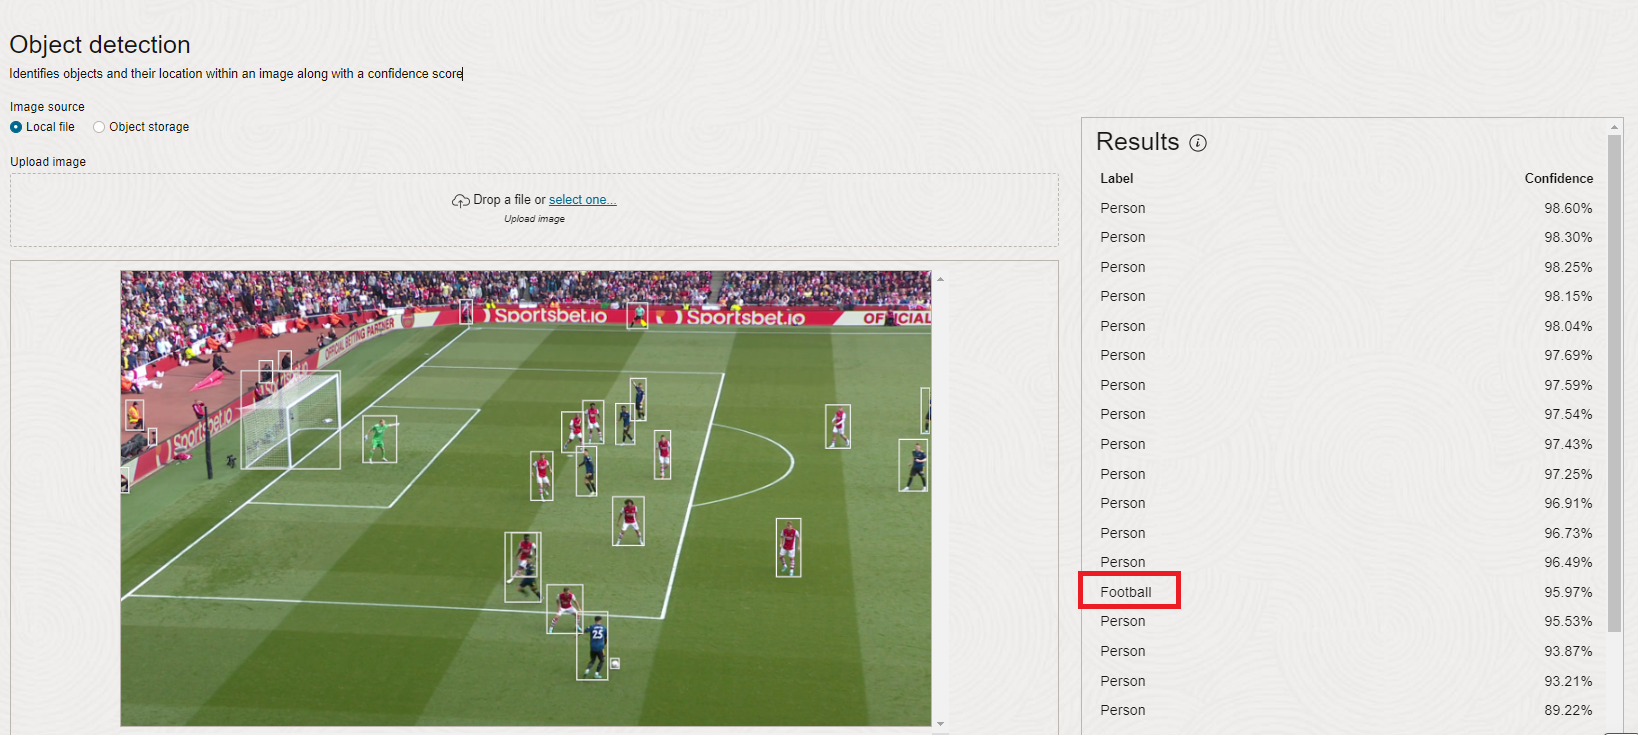 Object detection
Identifies objects and their location within an image along with a confidence score
Image source
Local file Object storage
Upload image
Drop a file or select one...
Upload image
Sportsbet.io Sportsbet.io OFFICIAL
OFFICIAL BETTING PARTNER
Sportsbet.io
25
Results
Label Confidence
Person 98.60%
Person 98.30%
Person 98.25%
Person 98.15%
Person 98.04%
Person 97.69%
Person 97.59%
Person 97.54%
Person 97.43%
Person 97.25%
Person 96.91%
Person 96.73%
Person 96.49%
Football 95.97%
Person 95.53%
Person 93.87%
Person 93.21%
Person 89.22%